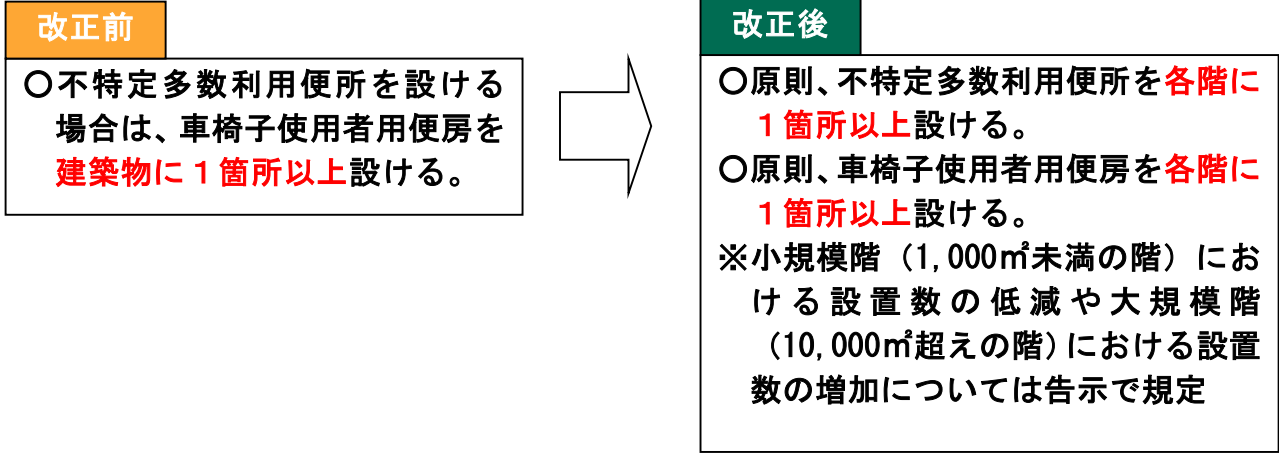 改正前
○不特定多数利用便所を設ける
場合は、車椅子使用者用便房を
建築物に１箇所以上設ける。
改正後
○原則、不特定多数利用便所を各階に
１箇所以上設ける。
○原則、車椅子使用者用便房を各階に
１箇所以上設ける。
※小規模階（1,000㎡未満の階）にお
ける設置数の低減や大規模階
（10,000㎡超えの階）における設置
数の増加については告示で規定